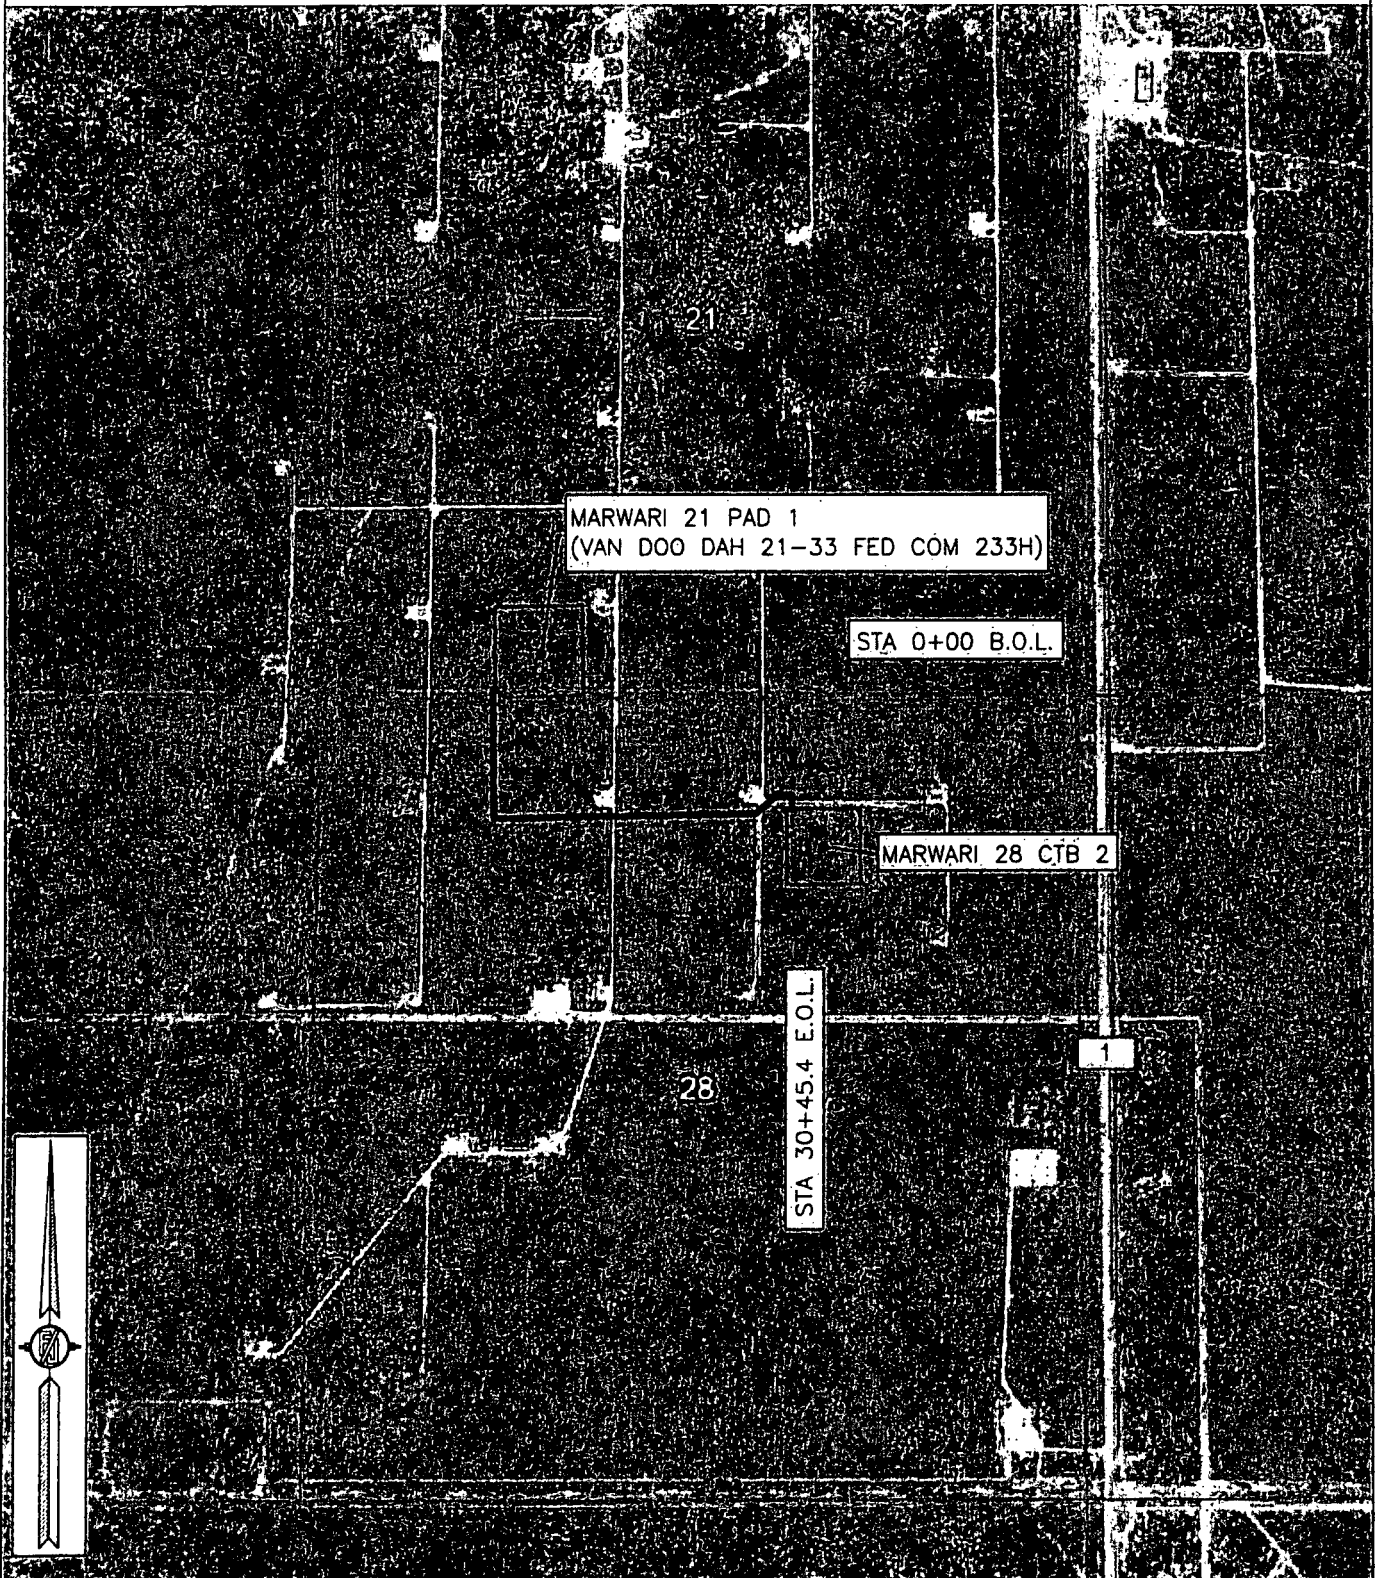 21
MARWARI 21 PAD 1
(VAN DOO DAH 21-33 FED COM 233H)
STA 0+00 B.O.L.
MARWARI 28 CTB 2
STA 30+45.4 E.O.L.
1
28